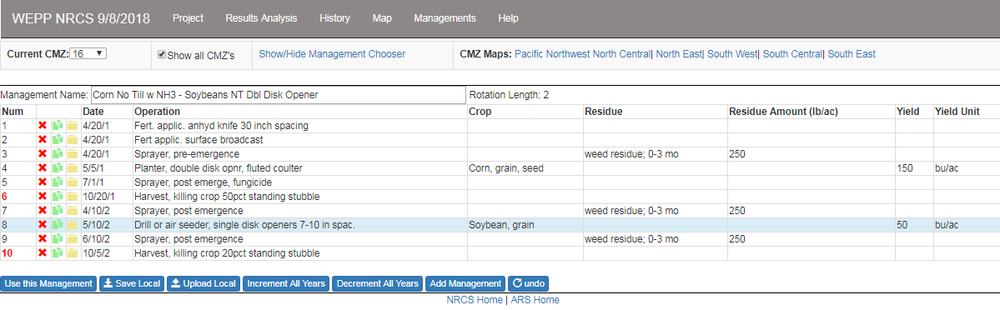 WEPP NRCS 9/8/2018 Project Results Analysis History Map Managements Help
Current CMZ: 16 Show all CMZ's Show/Hide Management Chooser CMZ Maps: Pacific Northwest North Central| North East| South West| South Central| South East
Management Name: Corn No Till w NH3 - Soybeans NT Dbl Disk Opener Rotation Length: 2
Num Date Operation Crop Residue Residue Amount (lb/ac) Yield Yield Unit
1 4/20/1 Fert. applic. anhyd knife 30 inch spacing
2 4/20/1 Fert applic. surface broadcast
3 4/20/1 Sprayer, pre-emergence weed residue; 0-3 mo 250
4 5/5/1 Planter, double disk opnr, fluted coulter Corn, grain, seed 150 bu/ac
5 7/1/1 Sprayer, post emerge, fungicide
6 10/20/1 Harvest, killing crop 50pct standing stubble
7 4/10/2 Sprayer, post emergence weed residue; 0-3 mo 250
8 5/10/2 Drill or air seeder, single disk openers 7-10 in spac. Soybean, grain 50 bu/ac
9 6/10/2 Sprayer, post emergence weed residue; 0-3 mo 250
10 10/5/2 Harvest, killing crop 20pct standing stubble
Use this Management Save Local Upload Local Increment All Years Decrement All Years Add Management undo
NRCS Home | ARS Home